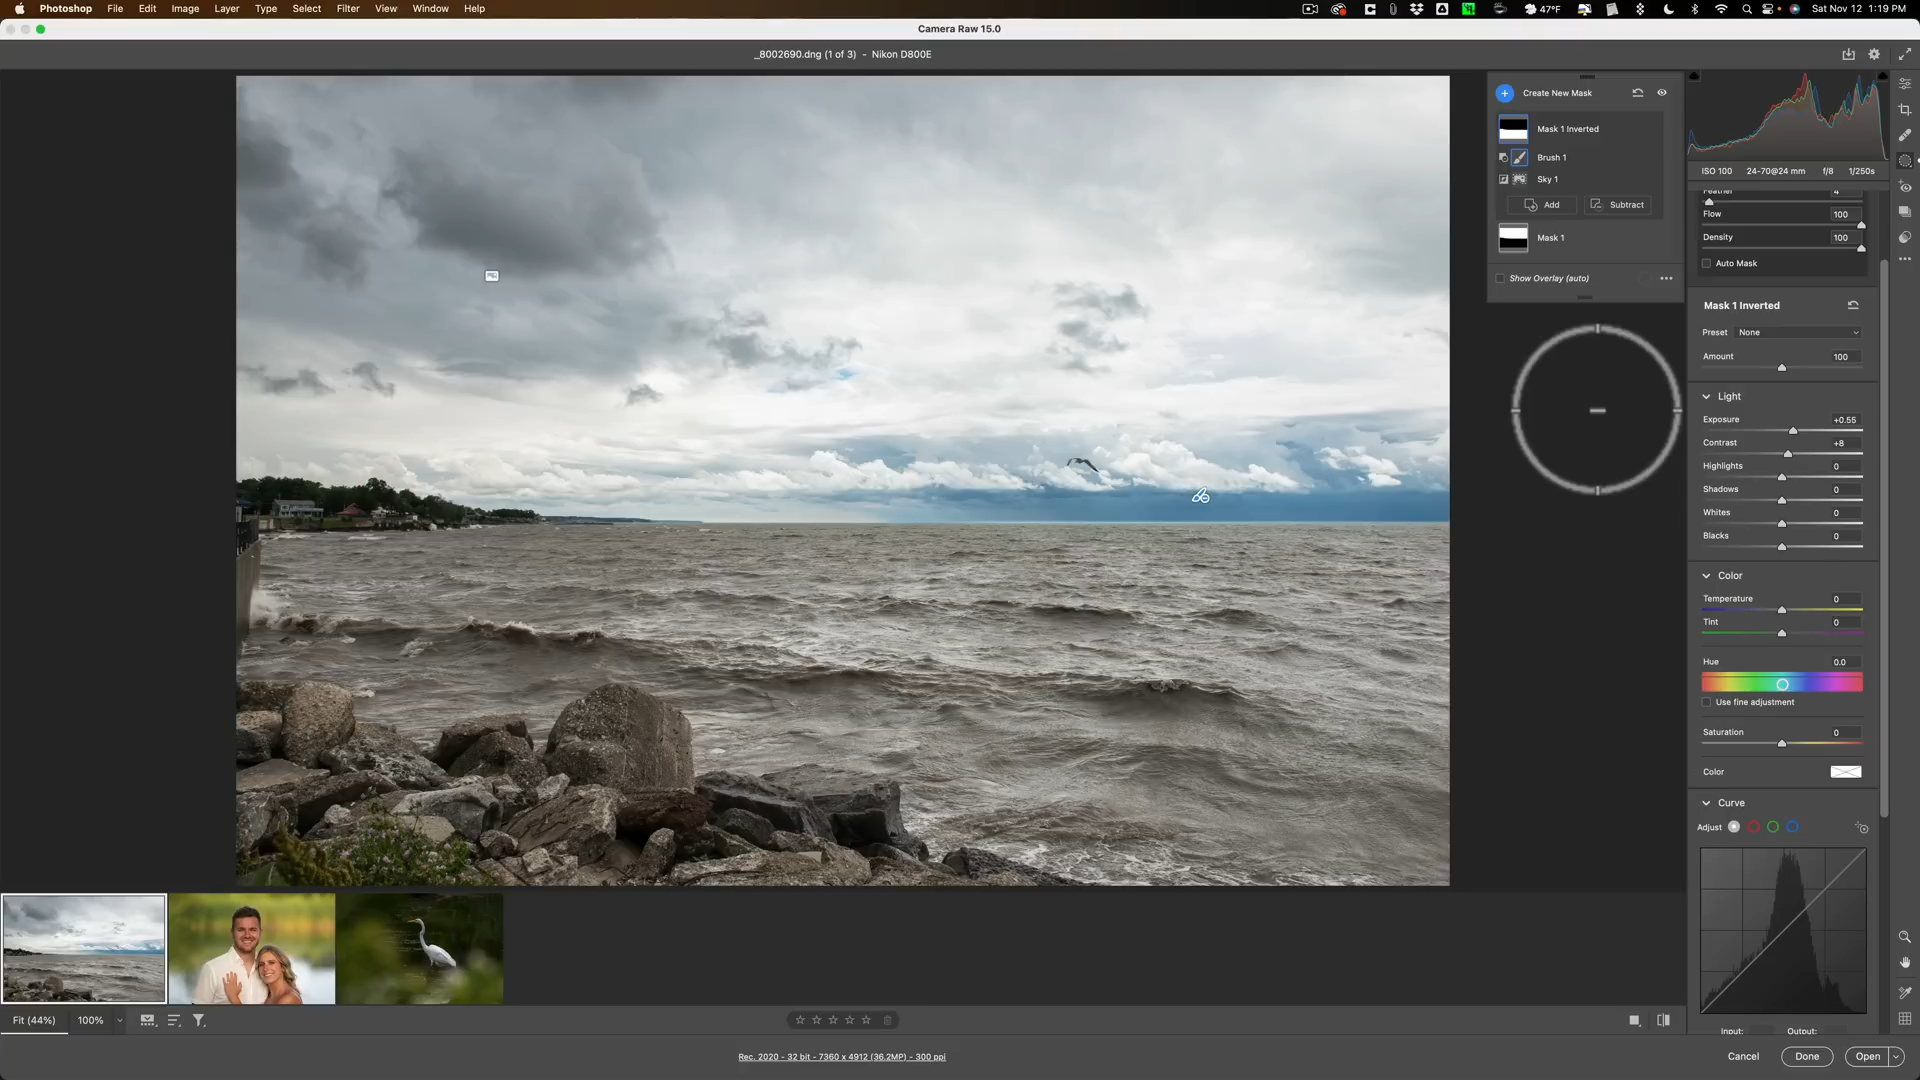 Photoshop File Edit Image Layer Type Select Filter View Window Help
47°F
Sat Nov 12 1:19 PM
Camera Raw 15.0
_8002690.dng (1 of 3) - Nikon D800E
Create New Mask
Mask 1 Inverted
Brush 1
Sky 1
Add Subtract
Mask 1
Show Overlay (auto)
ISO 100 24-70@24 mm f/8 1/250s
Feather 4
Flow 100
Density 100
Auto Mask
Mask 1 Inverted
Preset None
Amount 100
Light
Exposure +0.55
Contrast +8
Highlights 0
Shadows 0
Whites 0
Blacks 0
Color
Temperature 0
Tint 0
Hue 0.0
Use fine adjustment
Saturation 0
Color
Curve
Adjust
Input: Output:
Fit (44%) 100%
Rec. 2020 - 32 bit - 7360 x 4912 (36.2MP) - 300 ppi
Cancel Done Open